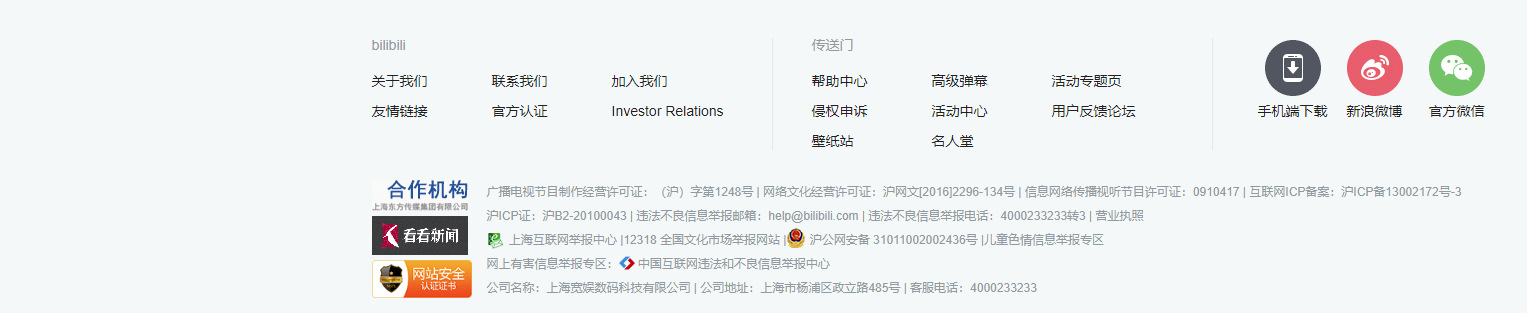 bilibili
关于我们 联系我们 加入我们
友情链接 官方认证 Investor Relations
传送门
帮助中心 高级弹幕 活动专题页
侵权申诉 活动中心 用户反馈论坛
壁纸站 名人堂
手机端下载 新浪微博 官方微信
合作机构
上海东方传媒集团有限公司
看看新闻
网站安全
认证证书
广播电视节目制作经营许可证：（沪）字第1248号 | 网络文化经营许可证：沪网文[2016]2296-134号 | 信息网络传播视听节目许可证：0910417 | 互联网ICP备案：沪ICP备13002172号-3
沪ICP证：沪B2-20100043 | 违法不良信息举报邮箱：help@bilibili.com | 违法不良信息举报电话：4000233233转3 | 营业执照
上海互联网举报中心 |12318 全国文化市场举报网站 | 沪公网安备 31011002002436号 |儿童色情信息举报专区
网上有害信息举报专区： 中国互联网违法和不良信息举报中心
公司名称：上海宽娱数码科技有限公司 | 公司地址：上海市杨浦区政立路485号 | 客服电话：4000233233